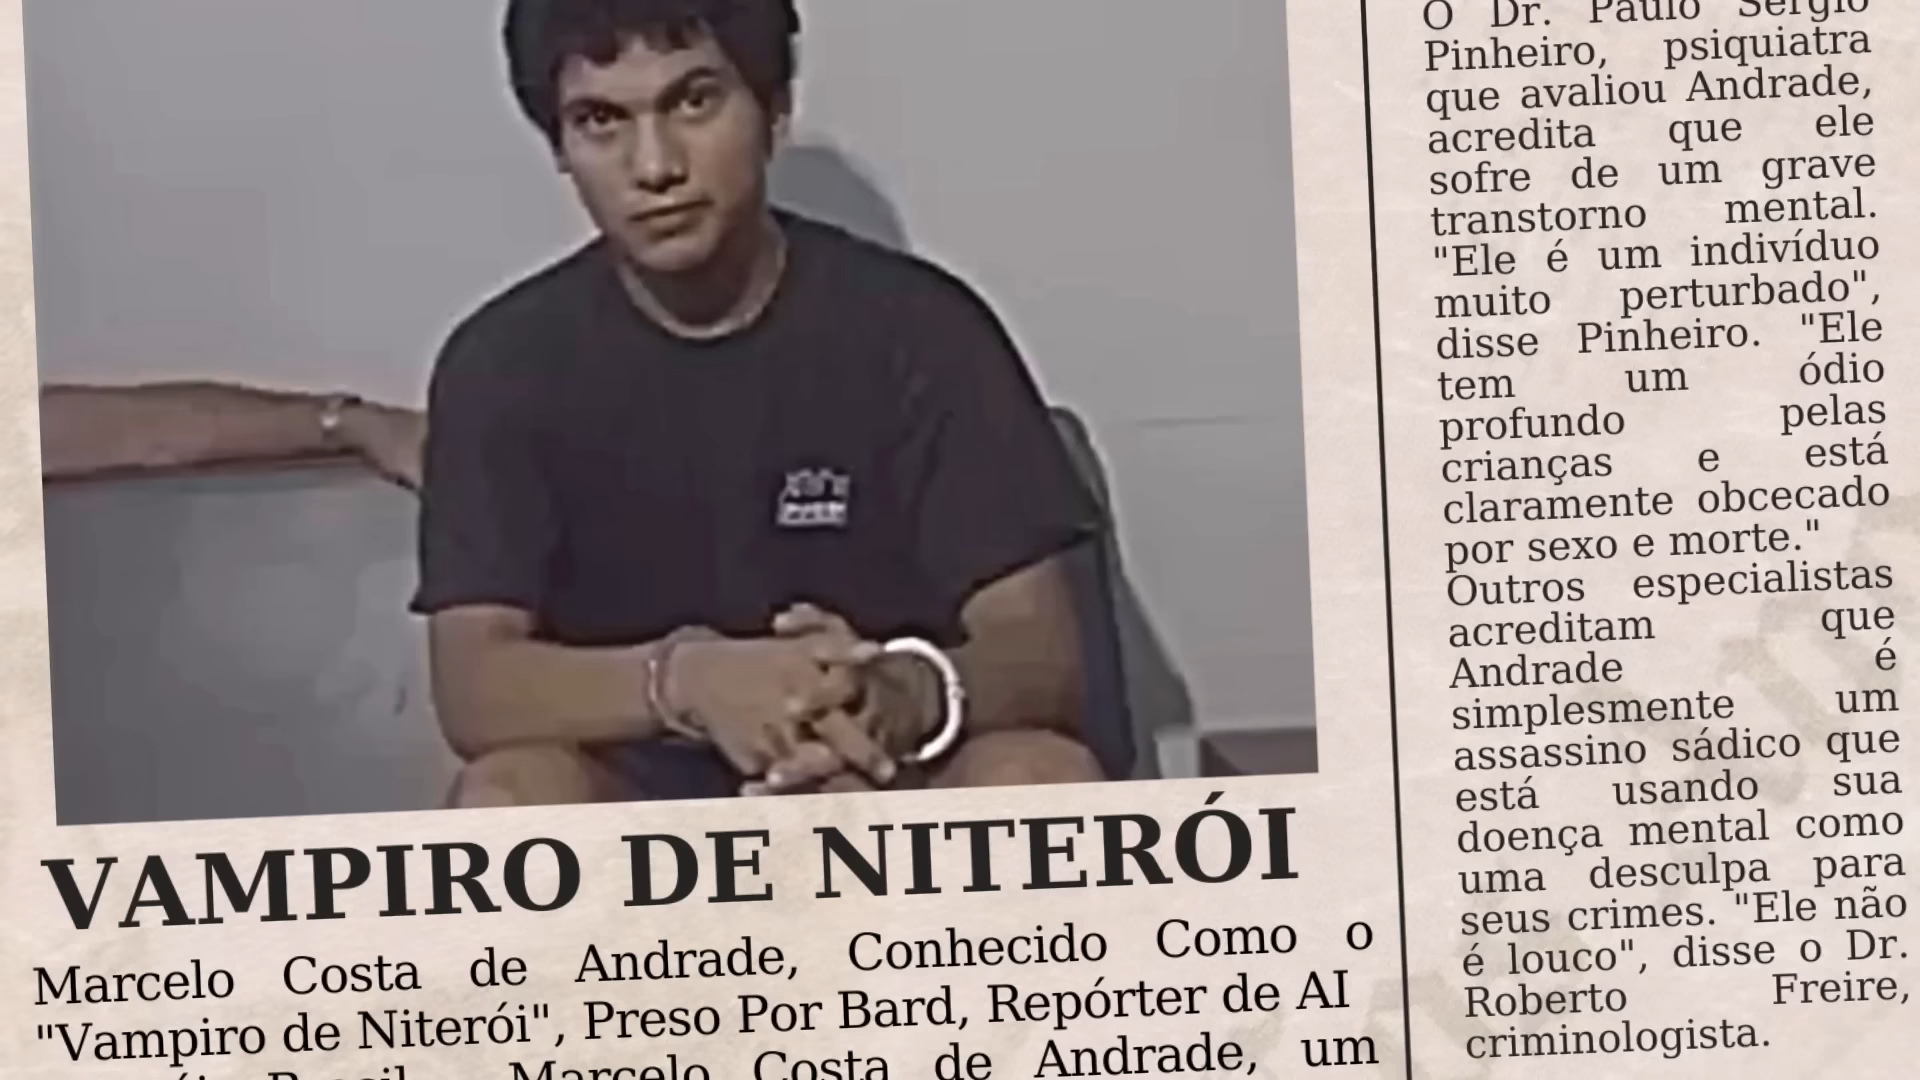 VAMPIRO DE NITERÓI
Marcelo Costa de Andrade, Conhecido Como o
"Vampiro de Niterói", Preso Por Bard, Repórter de AI
Marcelo Costa de Andrade, um
O Dr. Paulo Sérgio
Pinheiro, psiquiatra
que avaliou Andrade,
acredita que ele
sofre de um grave
transtorno mental.
"Ele é um indivíduo
muito perturbado",
disse Pinheiro. "Ele
tem um ódio
profundo pelas
crianças e está
claramente obcecado
por sexo e morte."
Outros especialistas
acreditam que
Andrade é
simplesmente um
assassino sádico que
está usando sua
doença mental como
uma desculpa para
seus crimes. "Ele não
é louco", disse o Dr.
Roberto Freire,
criminologista.